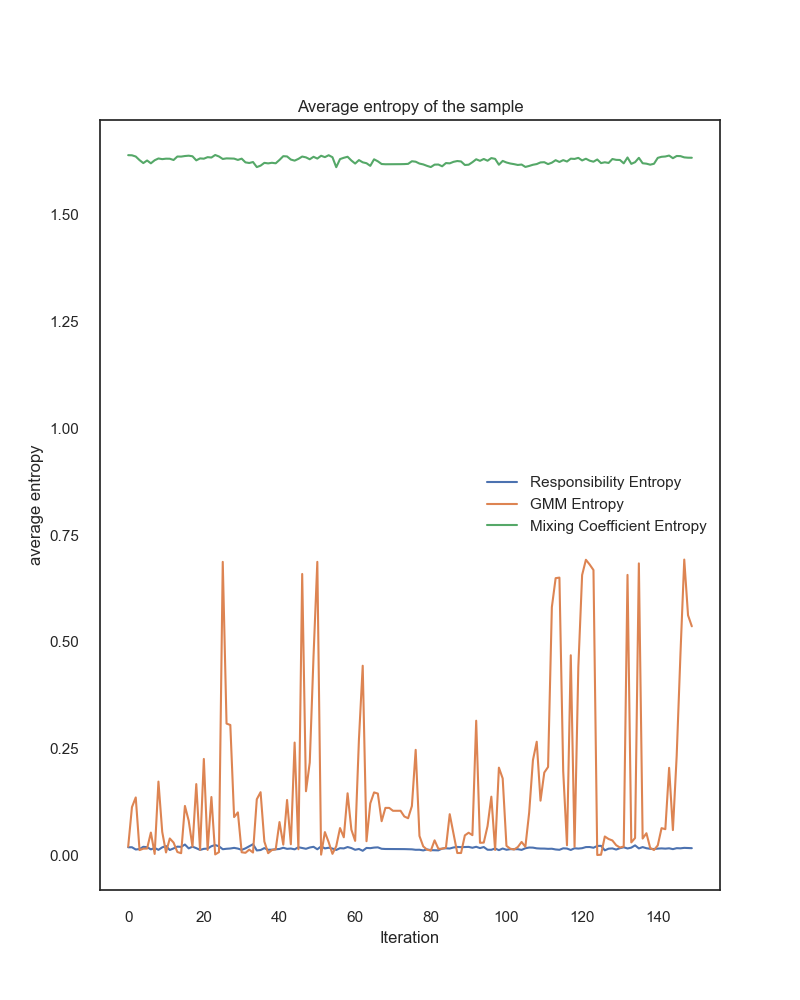 Average entropy of the sample
1.50
1.25
1.00
0.75
0.50
0.25
0.00
average entropy
Responsibility Entropy
GMM Entropy
Mixing Coefficient Entropy
0 20 40 60 80 100 120 140
Iteration